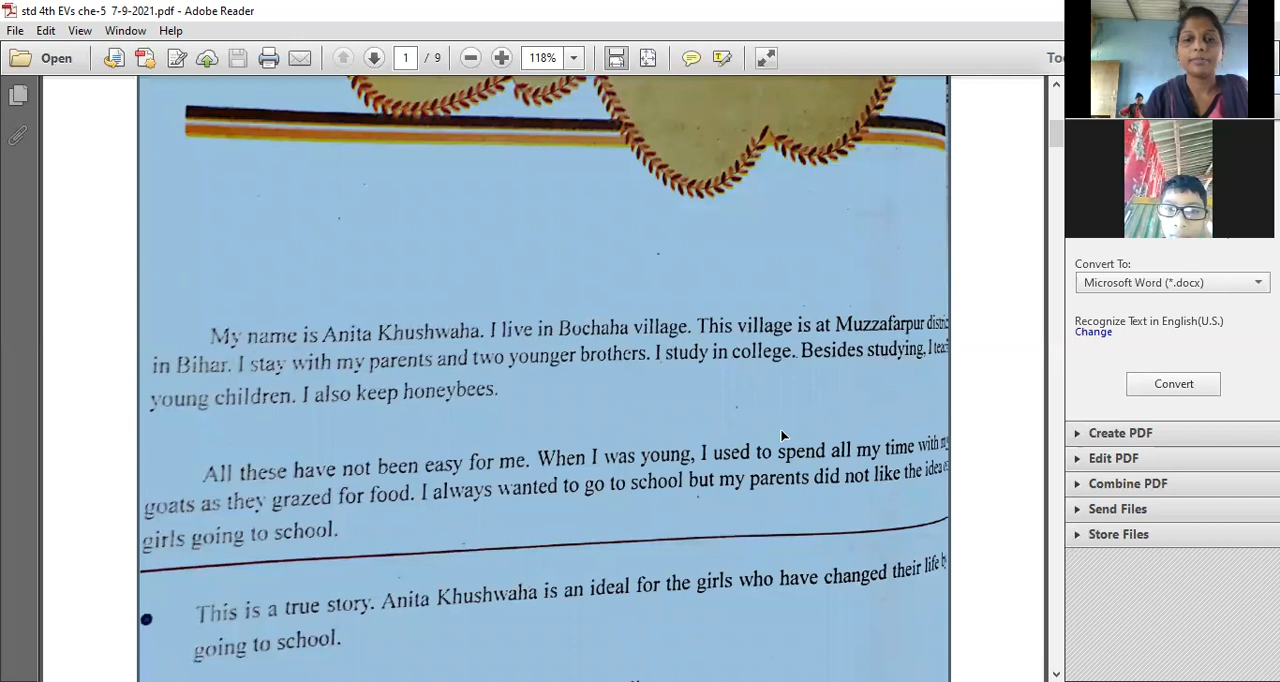 std 4th EVs che-5 7-9-2021.pdf - Adobe Reader
File Edit View Window Help
Open 1 / 9 118%
Convert To:
Microsoft Word (*.docx)
Recognize Text in English(U.S.)
Change
Convert
Create PDF
Edit PDF
Combine PDF
Send Files
Store Files
My name is Anita Khushwaha. I live in Bochaha village. This village is at Muzzafarpur
in Bihar. I stay with my parents and two younger brothers. I study in college. Besides studying, I
young children. I also keep honeybees.
All these have not been easy for me. When I was young, I used to spend all my time with
goats as they grazed for food. I always wanted to go to school but my parents did not like the idea
girls going to school.
This is a true story. Anita Khushwaha is an ideal for the girls who have changed their life
going to school.